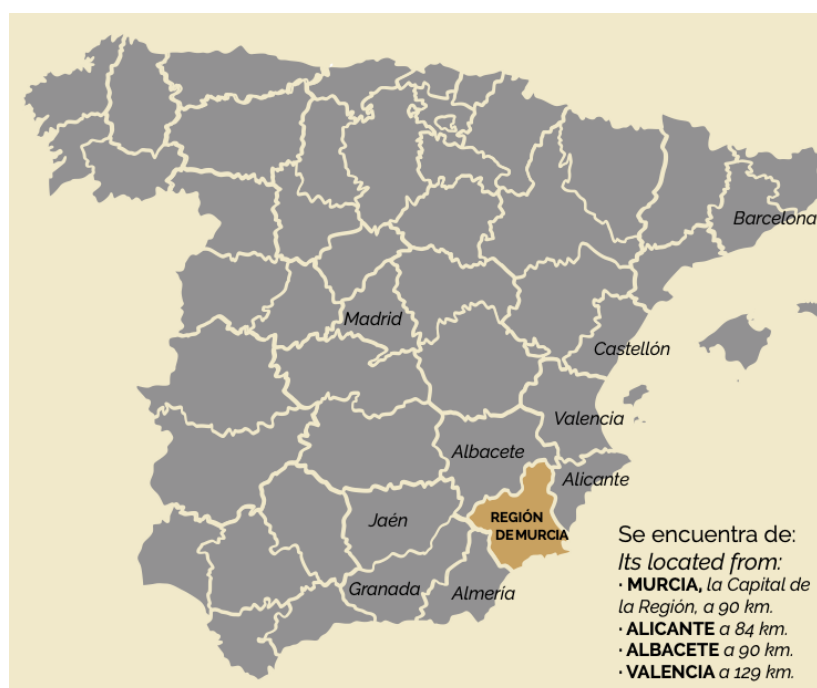 Barcelona
Madrid
Castellón
Valencia
Albacete
Alicante
REGIÓN
DE MURCIA
Jaén
Granada
Almería
Se encuentra de:
Its located from:
· MURCIA, la Capital de
la Región, a 90 km.
· ALICANTE a 84 km.
· ALBACETE a 90 km.
· VALENCIA a 129 km.